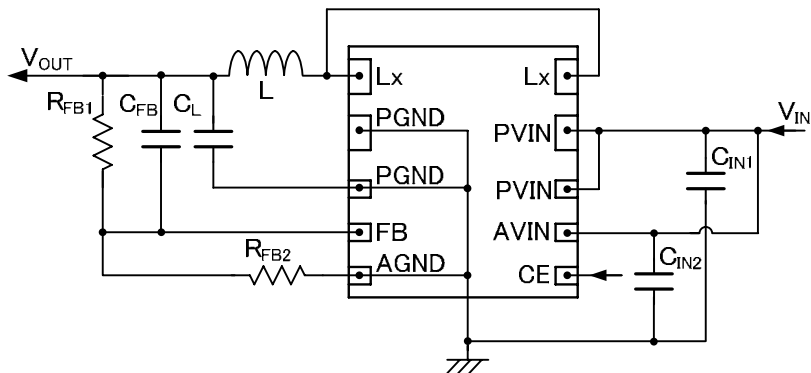 VOUT
RFB1
CFB
CL
L
Lx
Lx
PGND
PVIN
VIN
CIN1
PGND
PVIN
FB
AVIN
RFB2
AGND
CE
CIN2